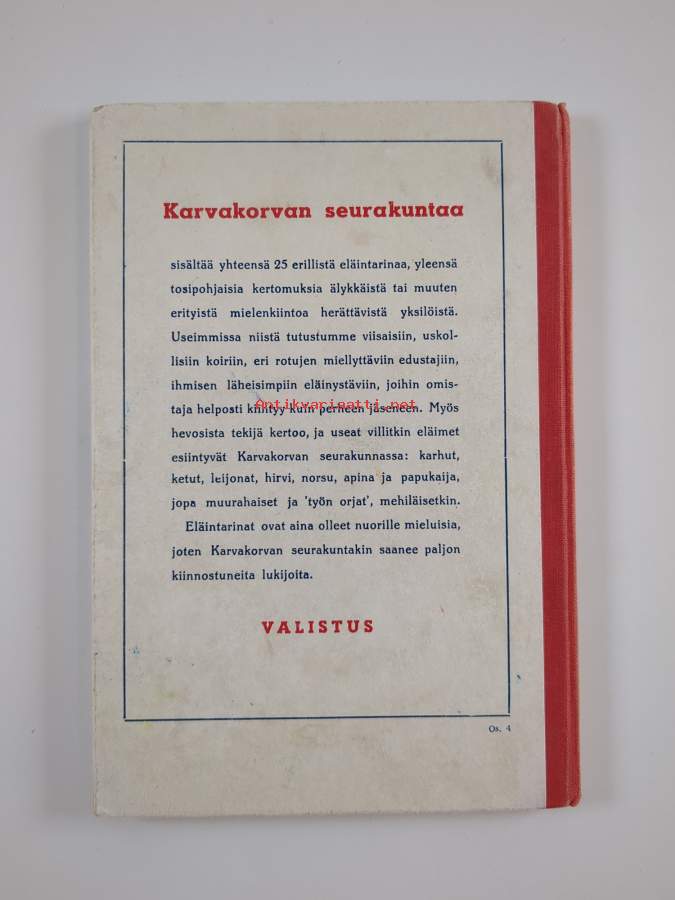 Karvakorvan seurakuntaa
sisältää yhteensä 25 erillistä eläintarinaa, yleensä
tosipohjaisia kertomuksia älykkäistä tai muuten
erityistä mielenkiintoa herättävistä yksilöistä.
Useimmissa niistä tutustumme viisaisiin, uskol-
lisiin koiriin, eri rotujen miellyttäviin edustajiin,
ihmisen läheisimpiin eläinystäviin, joihin omis-
taja helposti kiintyy kuin perheen jäseneen. Myös
Antikvariaatti.net
hevosista tekijä kertoo, ja useat villitkin eläimet
esiintyvät Karvakorvan seurakunnassa: karhut,
ketut, leijonat, hirvi, norsu, apina ja papukaija,
jopa muurahaiset ja 'työn orjat', mehiläisetkin.
Eläintarinat ovat aina olleet nuorille mieluisia,
joten Karvakorvan seurakuntakin saanee paljon
kiinnostuneita lukijoita.
VALISTUS
Os. 4